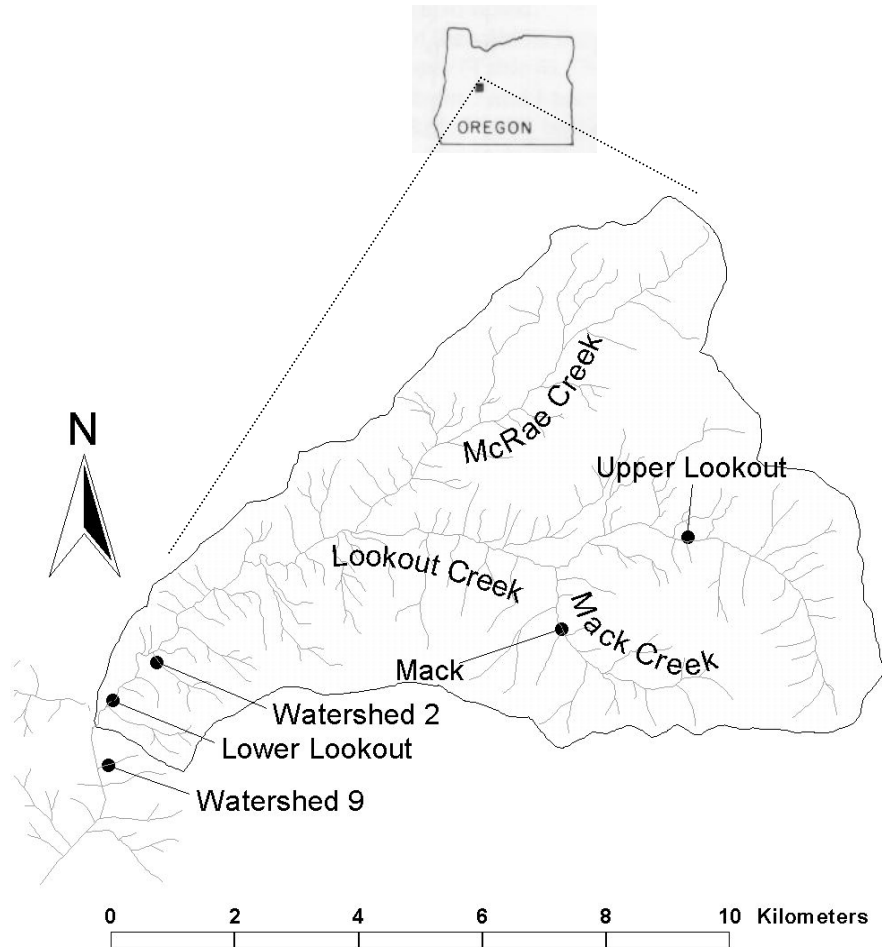 OREGON
McRae Creek
N
Upper Lookout
Lookout Creek
Mack Creek
Mack
Watershed 2
Lower Lookout
Watershed 9
0 2 4 6 8 10 Kilometers